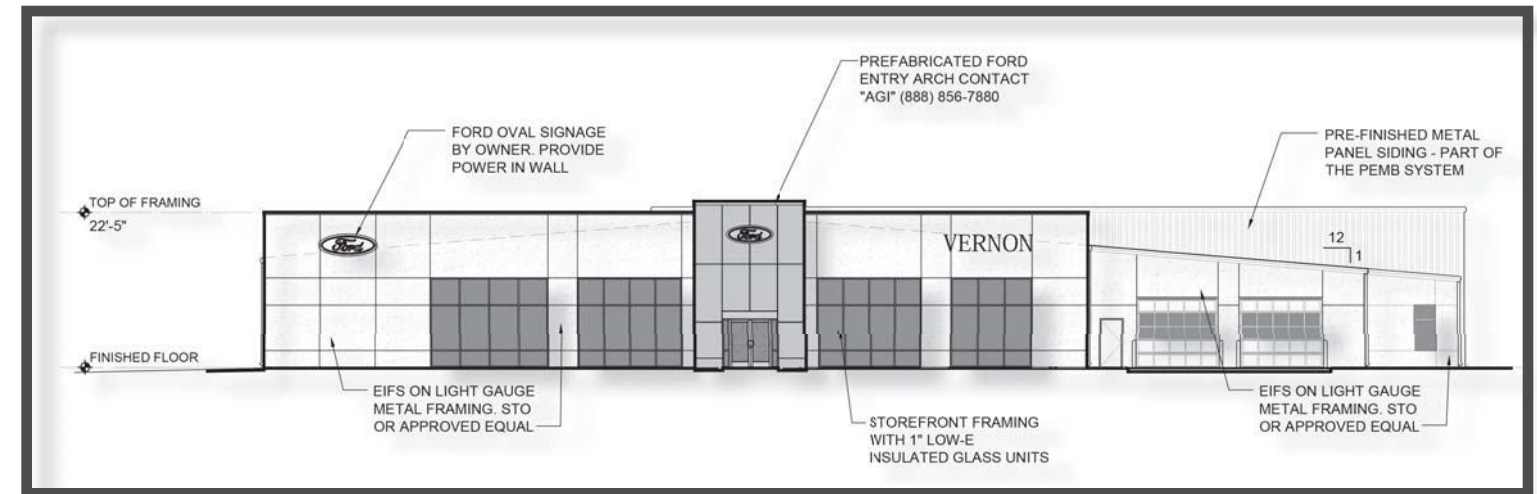 PREFABRICATED FORD
ENTRY ARCH CONTACT
"AGI" (888) 856-7880
FORD OVAL SIGNAGE
BY OWNER. PROVIDE
POWER IN WALL
PRE-FINISHED METAL
PANEL SIDING - PART OF
THE PEMB SYSTEM
TOP OF FRAMING
22'-5"
Ford
Ford
VERNON
12
1
FINISHED FLOOR
EIFS ON LIGHT GAUGE
METAL FRAMING. STO
OR APPROVED EQUAL
STOREFRONT FRAMING
WITH 1" LOW-E
INSULATED GLASS UNITS
EIFS ON LIGHT GAUGE
METAL FRAMING. STO
OR APPROVED EQUAL